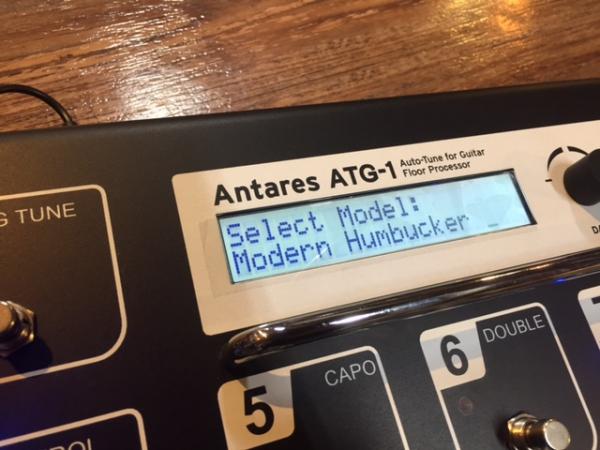 Antares ATG-1 Auto-Tune for Guitar
Floor Processor
G TUNE
Select Model:
Modern Humbucker _
5
CAPO
6
DOUBLE